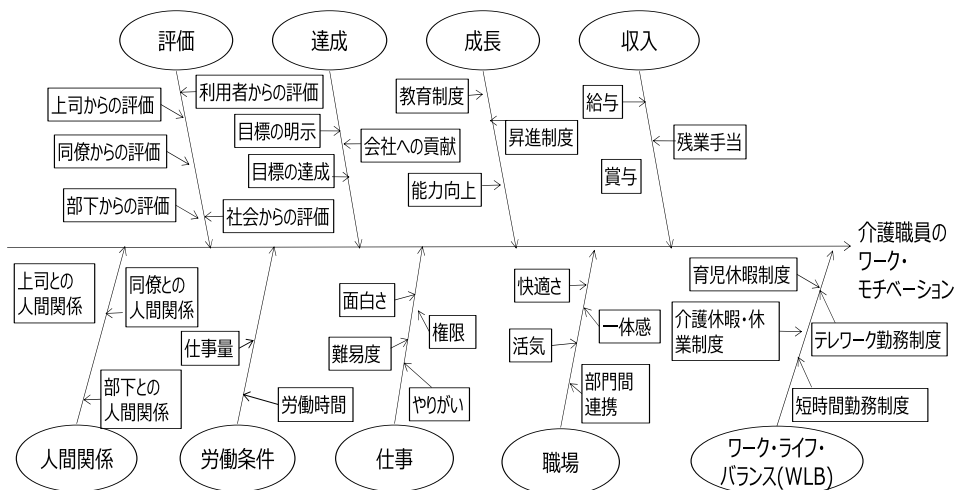 評価
達成
成長
収入
利用者からの評価
上司からの評価
同僚からの評価
部下からの評価
社会からの評価
目標の明示
会社への貢献
目標の達成
教育制度
昇進制度
能力向上
給与
残業手当
賞与
介護職員の
ワーク・
モチベーション
上司との
人間関係
同僚との
人間関係
部下との
人間関係
仕事量
労働時間
面白さ
権限
難易度
やりがい
快適さ
一体感
活気
部門間
連携
育児休暇制度
介護休暇・休
業制度
テレワーク勤務制度
短時間勤務制度
人間関係
労働条件
仕事
職場
ワーク・ライフ・
バランス(WLB)